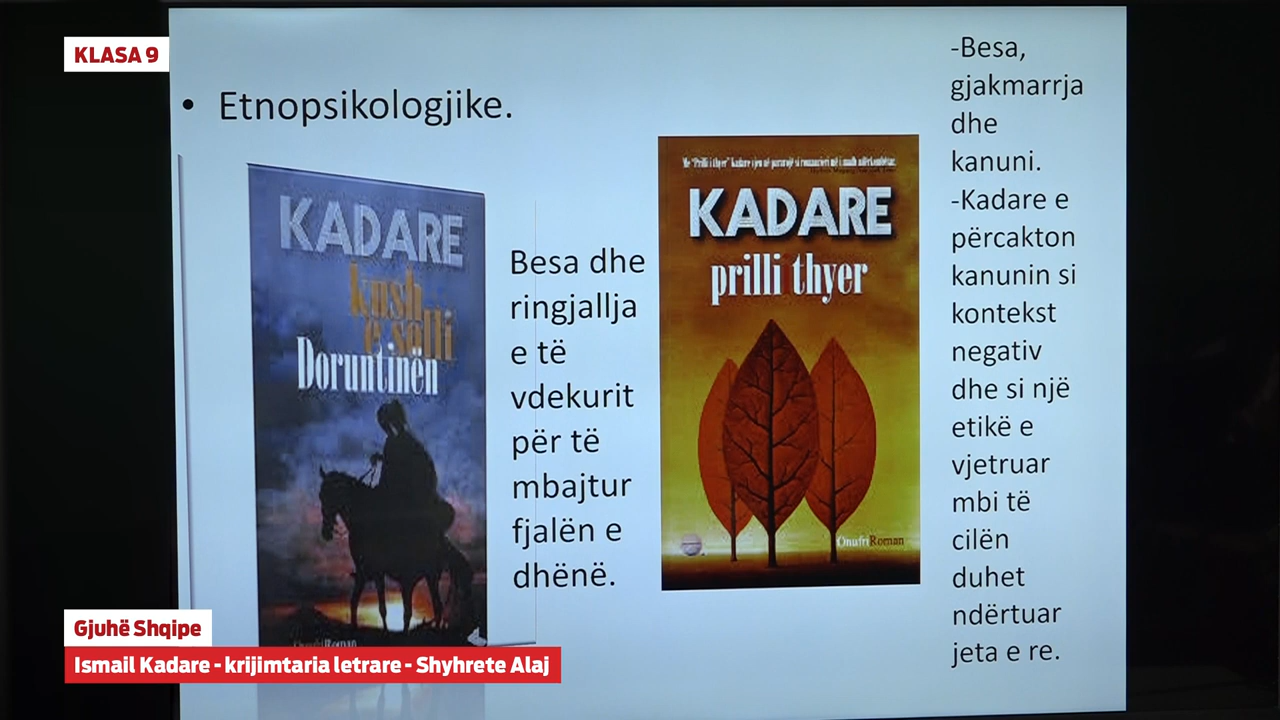 KLASA 9
• Etnopsikologjike.
KADARE
kush
e solli
Doruntinën
Besa dhe
ringjallja
e të
vdekurit
për të
mbajtur
fjalën e
dhënë.
KADARE
prilli thyer
OnufriRoman
-Besa,
gjakmarrja
dhe
kanuni.
-Kadare e
përcakton
kanunin si
kontekst
negativ
dhe si një
etikë e
vjetruar
mbi të
cilën
duhet
ndërtuar
jeta e re.
OnufriRoman
Gjuhë Shqipe
Ismail Kadare - krijimtaria letrare - Shyhrete Alaj